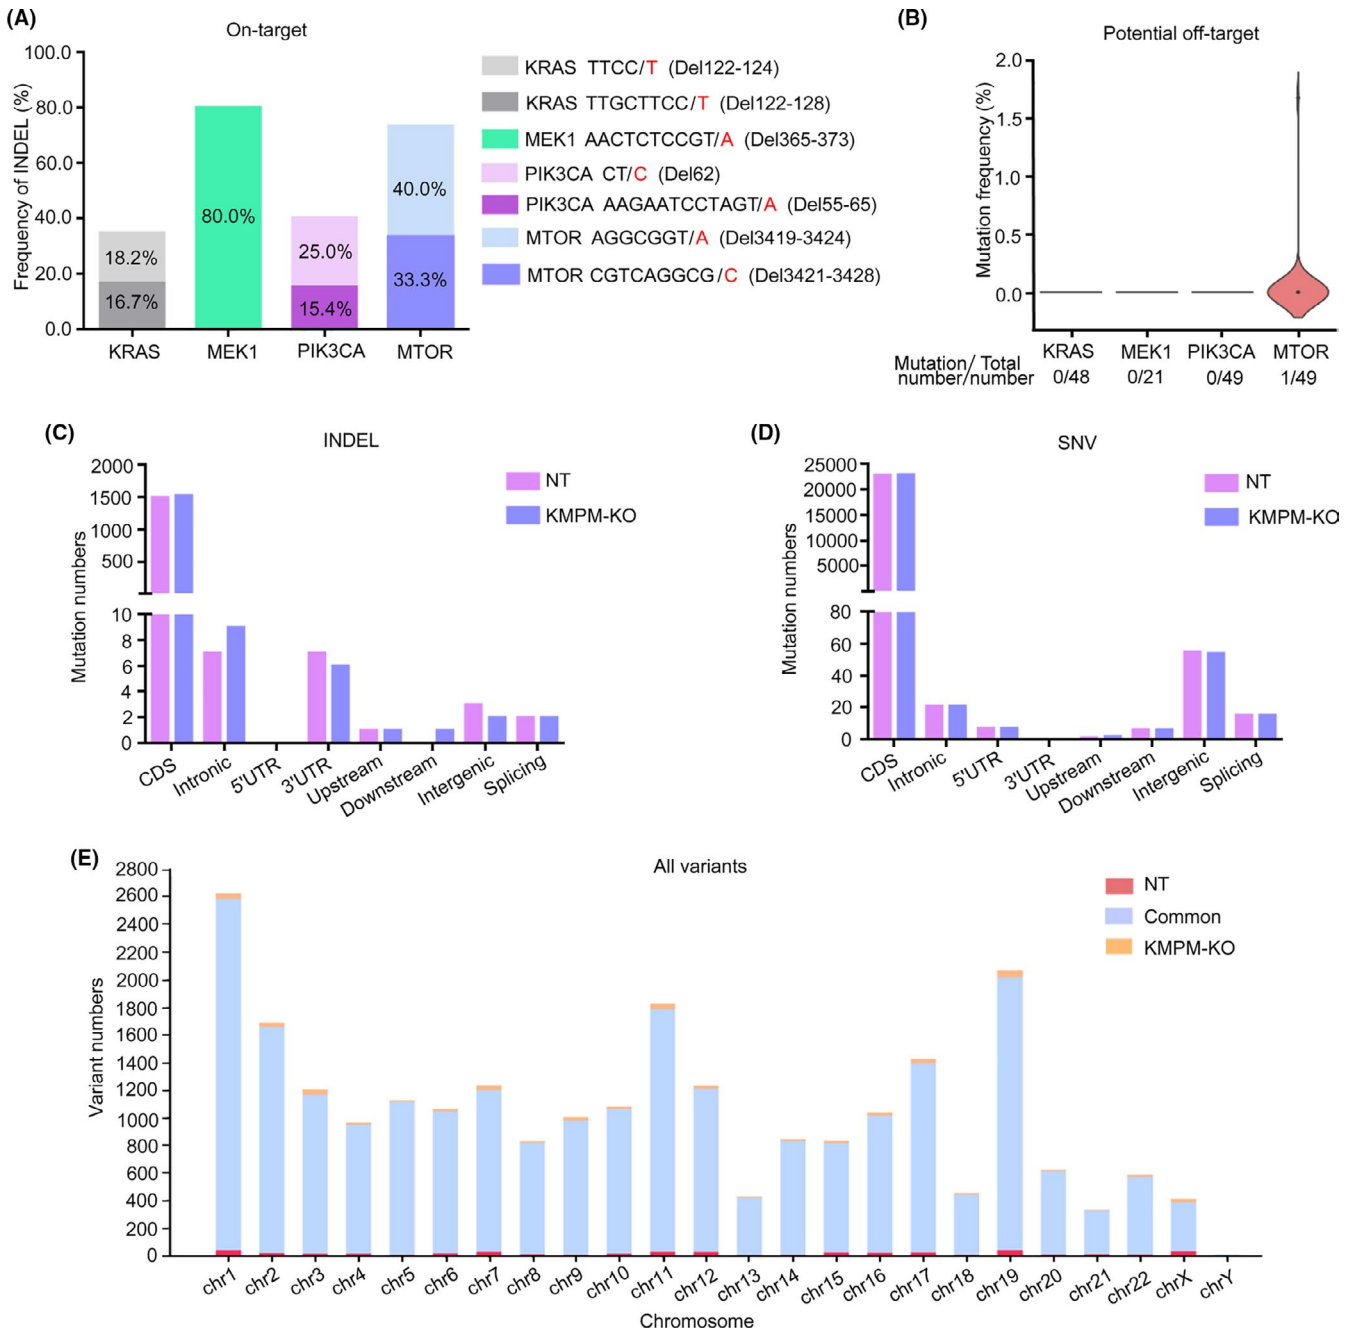 (A)
On-target
Frequency of INDEL (%)
100.0
80.0
60.0
40.0
20.0
0.0
18.2%
16.7%
80.0%
25.0%
15.4%
40.0%
33.3%
KRAS MEK1 PIK3CA MTOR
KRAS TTCC/T (Del122-124)
KRAS TTGCTTCC/T (Del122-128)
MEK1 AACTCTCCGT/A (Del365-373)
PIK3CA CT/C (Del62)
PIK3CA AAGAATCCTAGT/A (Del55-65)
MTOR AGGCGGT/A (Del3419-3424)
MTOR CGTCAGGCG/C (Del3421-3428)
(B)
Potential off-target
Mutation frequency (%)
2.0
1.5
1.0
0.5
0.0
KRAS MEK1 PIK3CA MTOR
Mutation/ Total
number/number
0/48 0/21 0/49 1/49
(C)
INDEL
Mutation numbers
2000
1500
1000
500
10
8
6
4
2
0
NT
KMPM-KO
CDS
Intronic
5'UTR
3'UTR
Upstream
Downstream
Intergenic
Splicing
(D)
SNV
Mutation numbers
25000
20000
15000
10000
5000
80
60
40
20
0
NT
KMPM-KO
CDS
Intronic
5'UTR
3'UTR
Upstream
Downstream
Intergenic
Splicing
(E)
All variants
Variant numbers
2800
2600
2400
2200
2000
1800
1600
1400
1200
1000
800
600
400
200
0
NT
Common
KMPM-KO
chr1
chr2
chr3
chr4
chr5
chr6
chr7
chr8
chr9
chr10
chr11
chr12
chr13
chr14
chr15
chr16
chr17
chr18
chr19
chr20
chr21
chr22
chrX
chrY
Chromosome